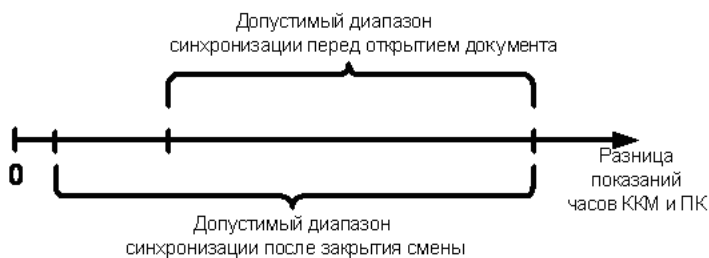 Допустимый диапазон
синхронизации перед открытием документа
0
Разница
показаний
часов ККМ и ПК
Допустимый диапазон
синхронизации после закрытия смены